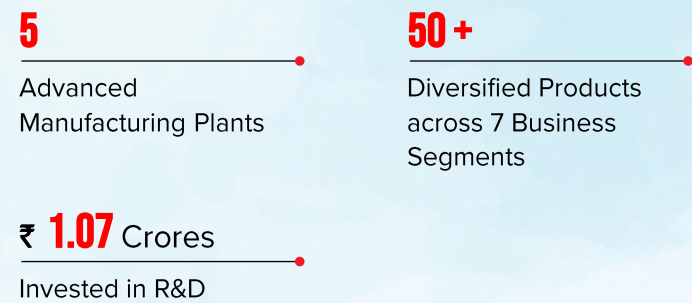 5
Advanced
Manufacturing Plants
50 +
Diversified Products
across 7 Business
Segments
₹ 1.07 Crores
Invested in R&D